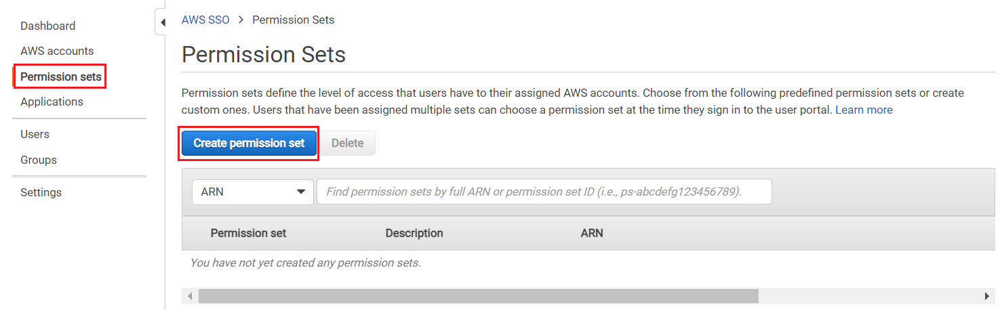 Dashboard
AWS accounts
Permission sets
Applications
Users
Groups
Settings
AWS SSO > Permission Sets
Permission Sets
Permission sets define the level of access that users have to their assigned AWS accounts. Choose from the following predefined permission sets or create
custom ones. Users that have been assigned multiple sets can choose a permission set at the time they sign in to the user portal. Learn more
Create permission set Delete
ARN Find permission sets by full ARN or permission set ID (i.e., ps-abcdefg123456789).
Permission set Description ARN
You have not yet created any permission sets.